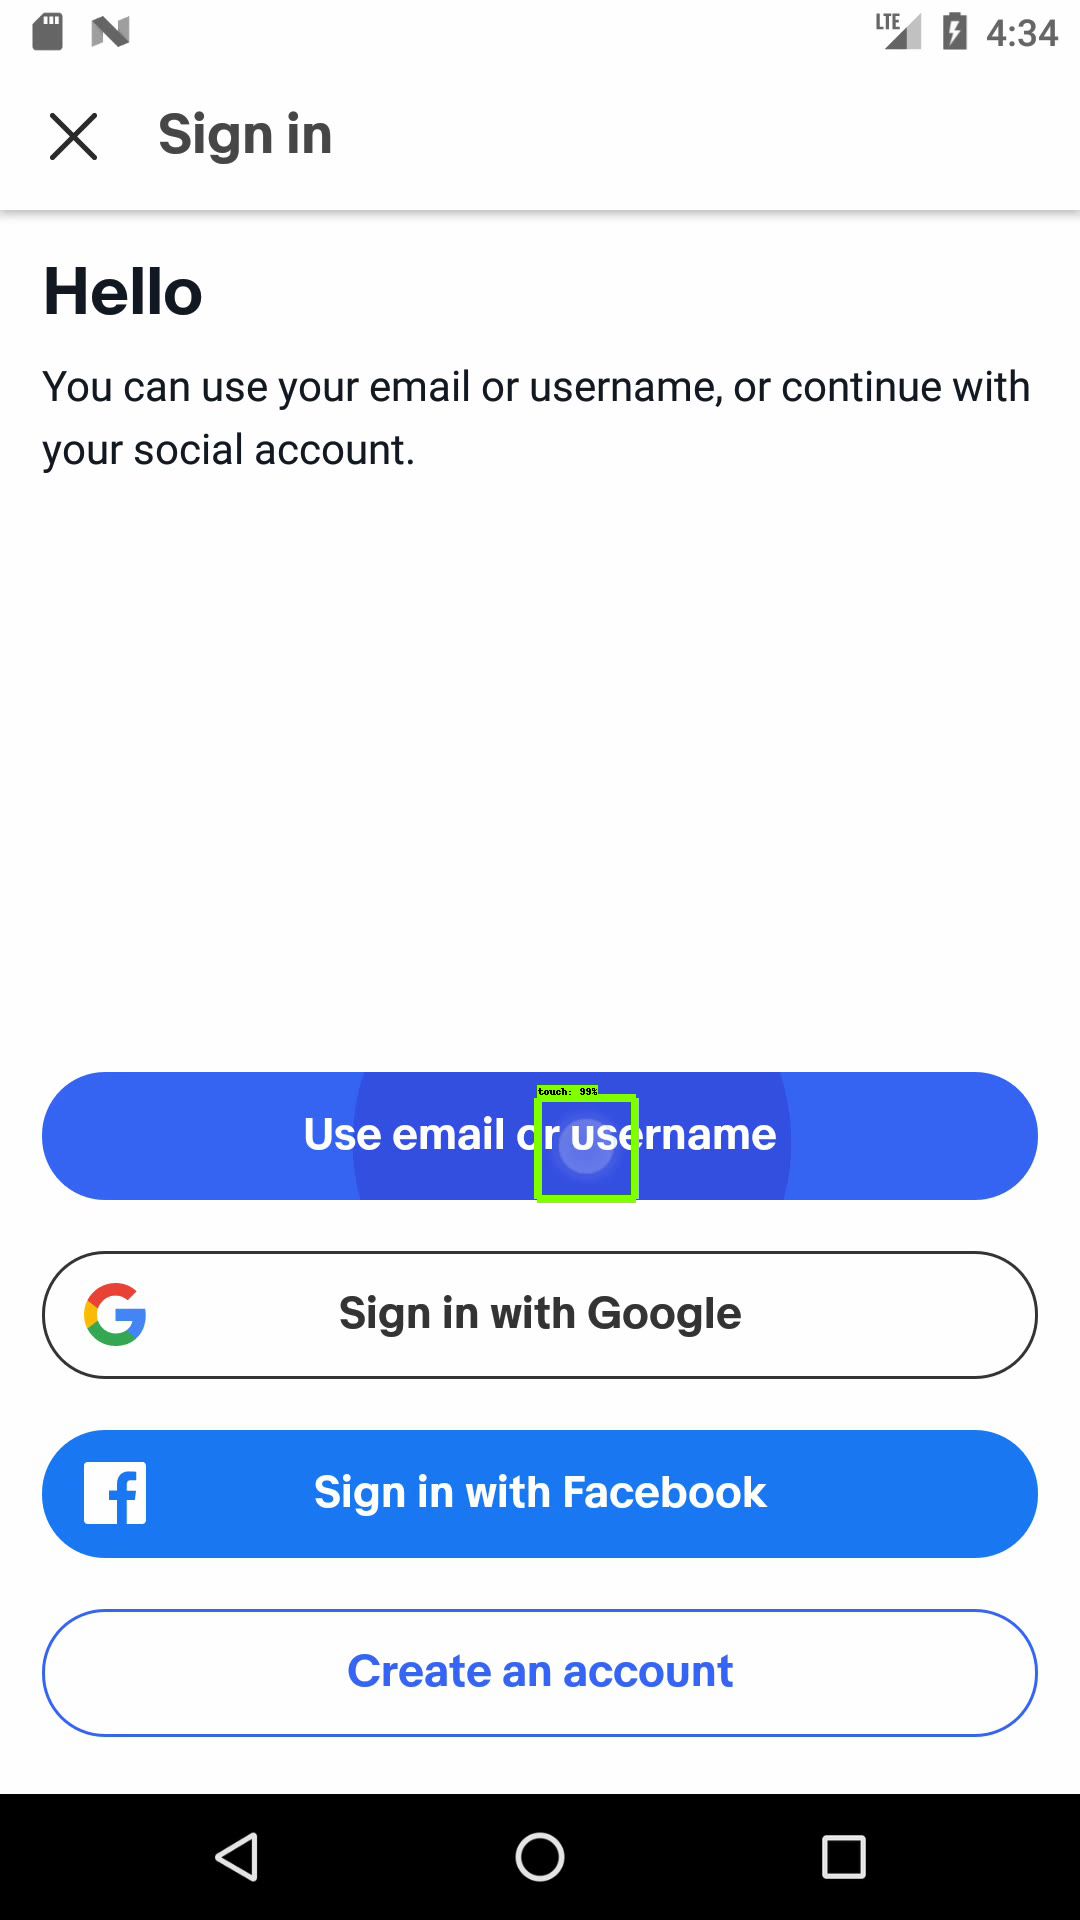 LTE 4:34
Sign in
Hello
You can use your email or username, or continue with
your social account.
touch: 99%
Use email or username
Sign in with Google
Sign in with Facebook
Create an account